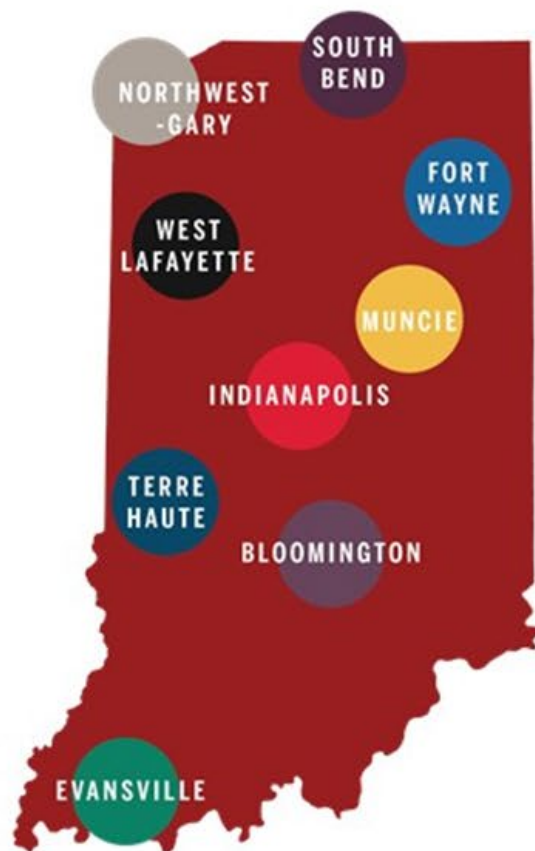 SOUTH
BEND
NORTHWEST
-GARY
FORT
WAYNE
WEST
LAFAYETTE
MUNCIE
INDIANAPOLIS
TERRE
HAUTE
BLOOMINGTON
EVANSVILLE